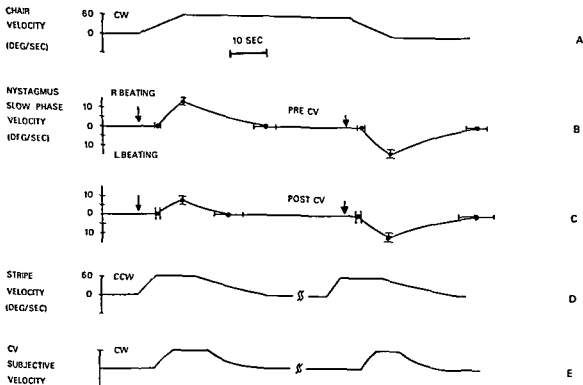 CHAIR
VELOCITY
(DEG/SEC)
60
0
CW
10 SEC
A
NYSTAGMUS
SLOW PHASE
VELOCITY
(DEG/SEC)
10
0
10
R.BEATING
L.BEATING
PRE CV
B
10
0
10
POST CV
C
STRIPE
VELOCITY
(DEG/SEC)
60
0
CCW
D
CV
SUBJECTIVE
VELOCITY
CW
E